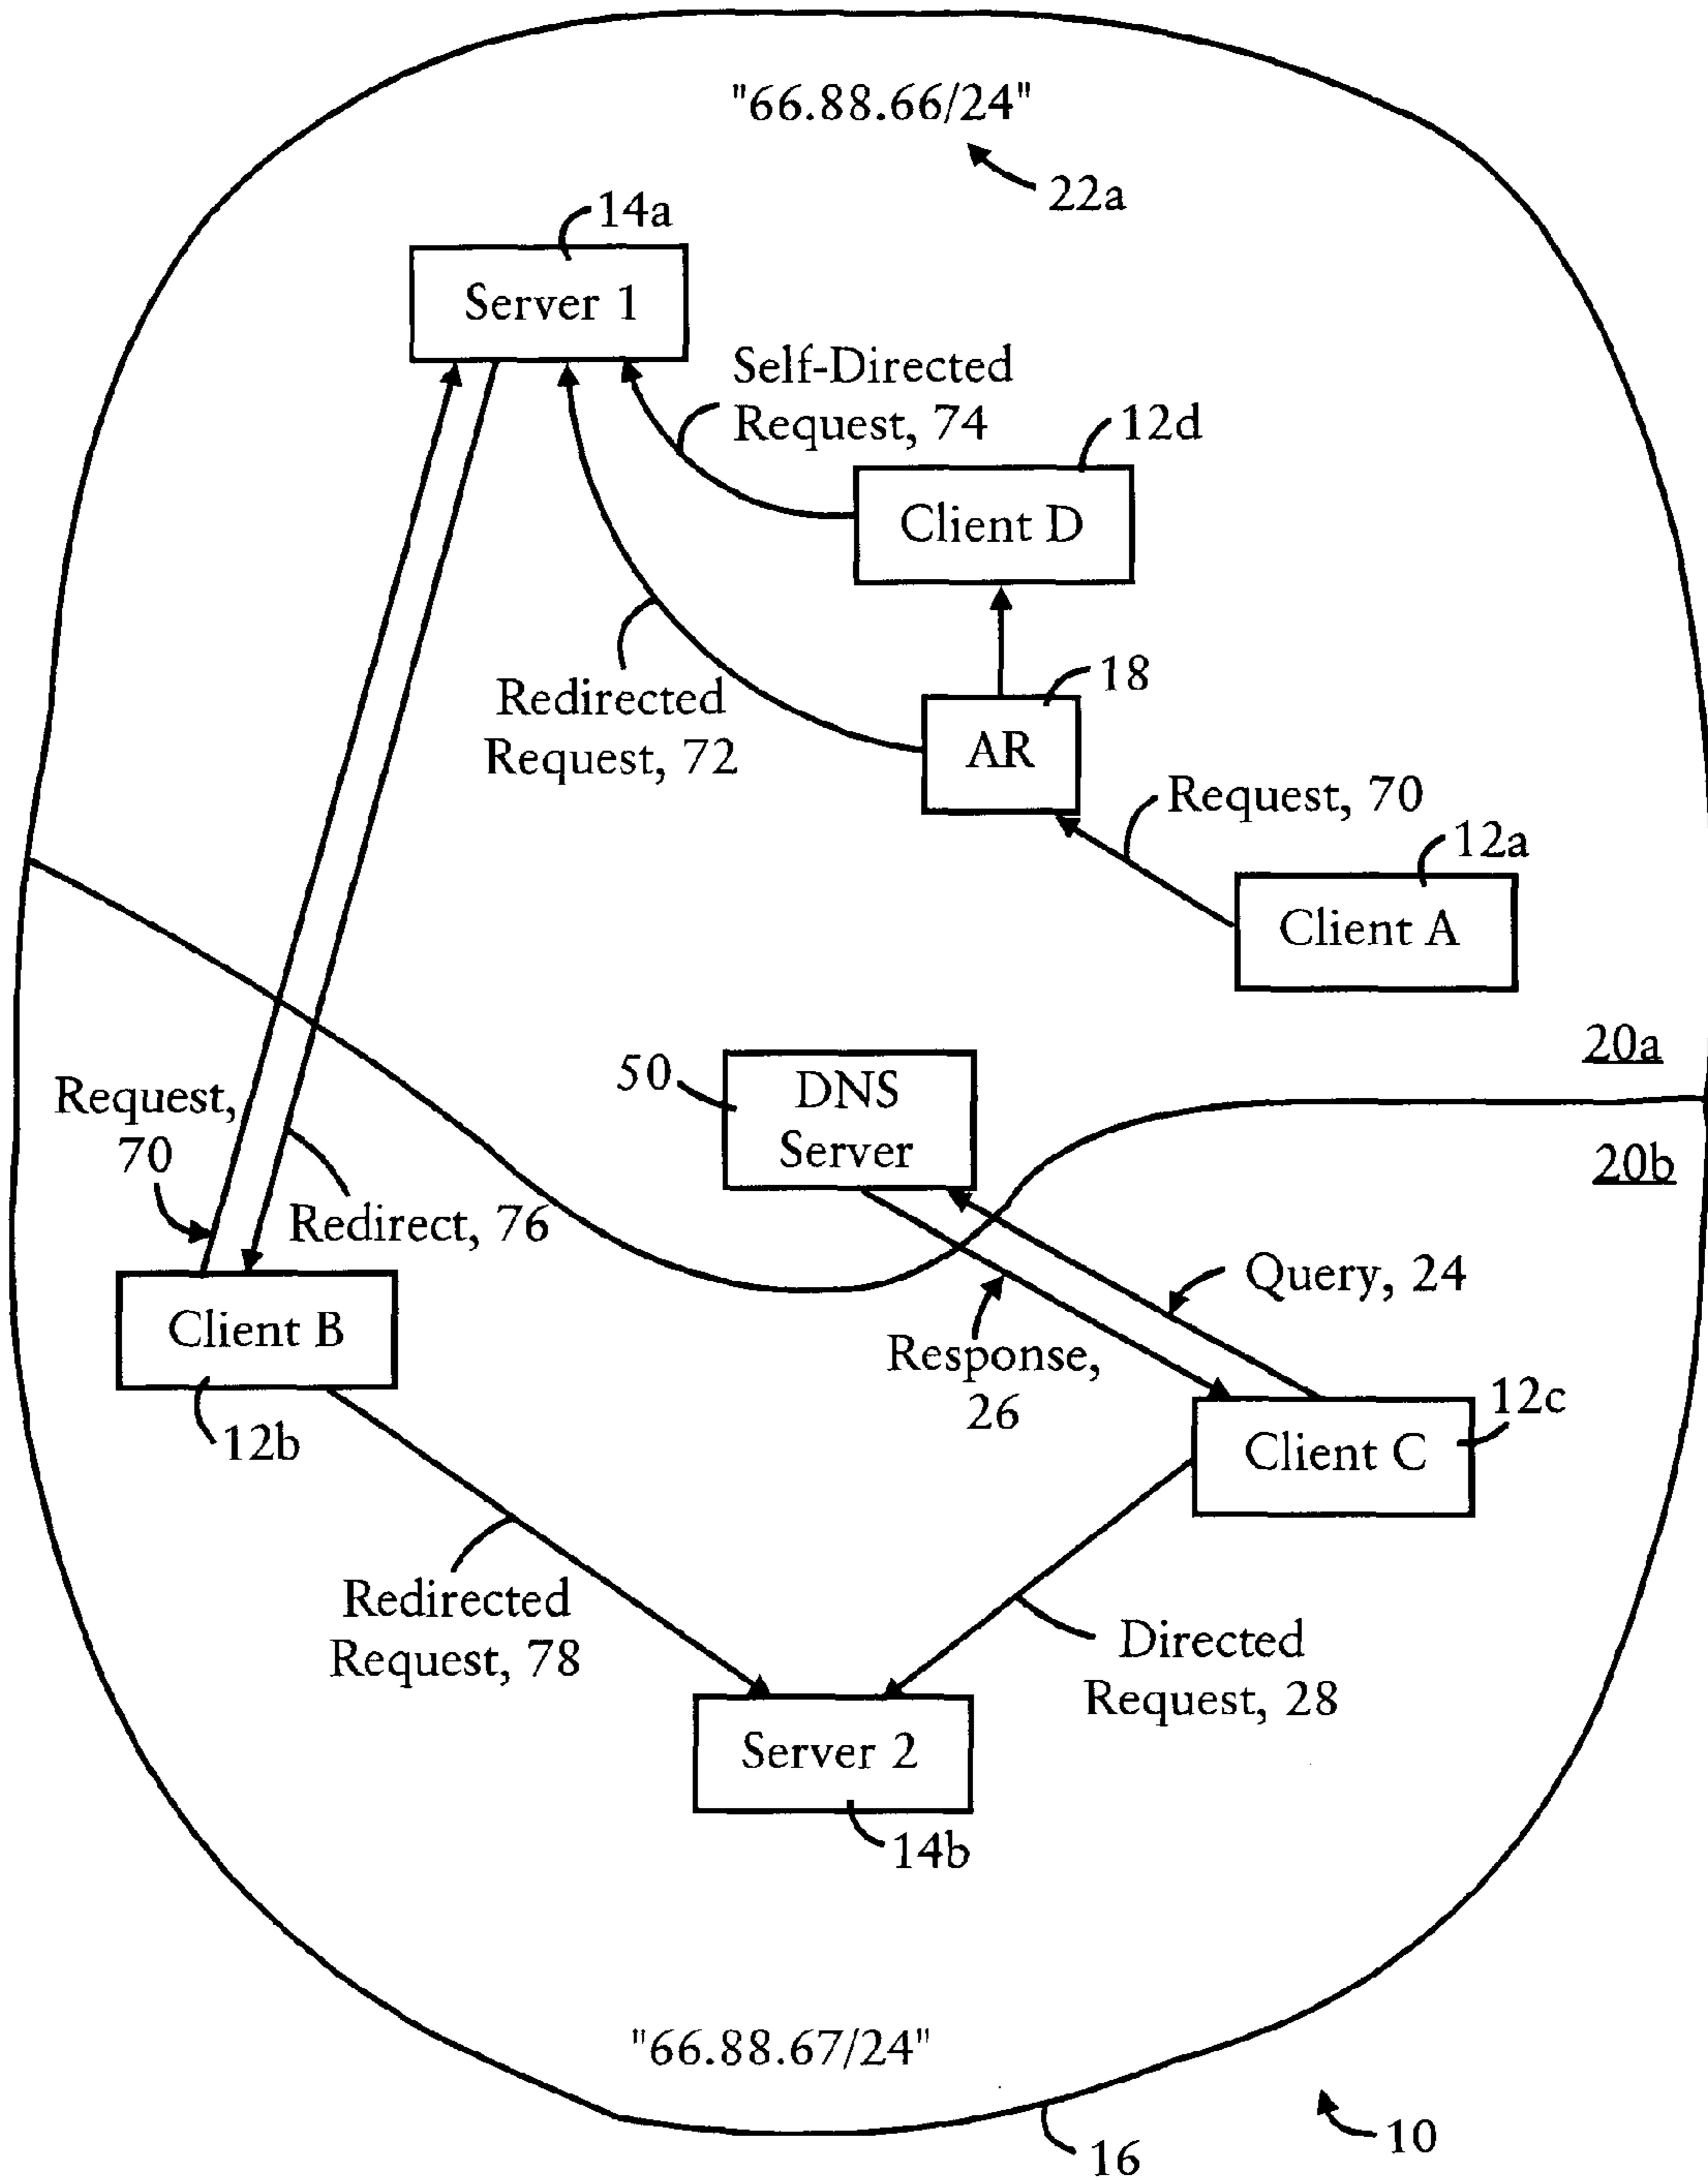 "66.88.66/24"
22a
14a
Server 1
Self-Directed
Request, 74
12d
Client D
Redirected
Request, 72
18
AR
Request, 70
12a
Client A
20a
50
DNS
Server
Request,
70
20b
Redirect, 76
Query, 24
Client B
Response,
26
12c
12b
Client C
Redirected
Request, 78
Directed
Request, 28
Server 2
14b
"66.88.67/24"
10
16